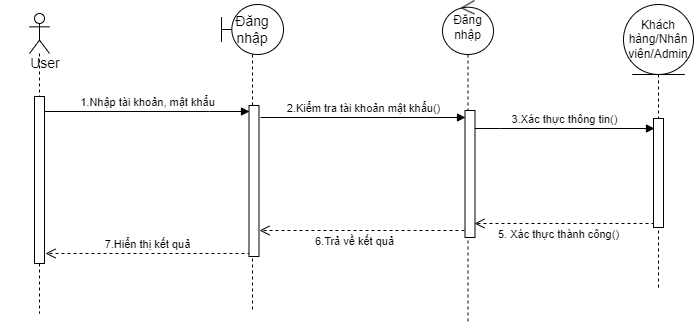 User
Đăng
nhập
Đăng
nhập
Khách
hàng/Nhân
viên/Admin
1.Nhập tài khoản, mật khẩu
2.Kiểm tra tài khoản mật khẩu()
3.Xác thực thông tin()
5. Xác thực thành công()
6.Trả về kết quả
7.Hiển thị kết quả